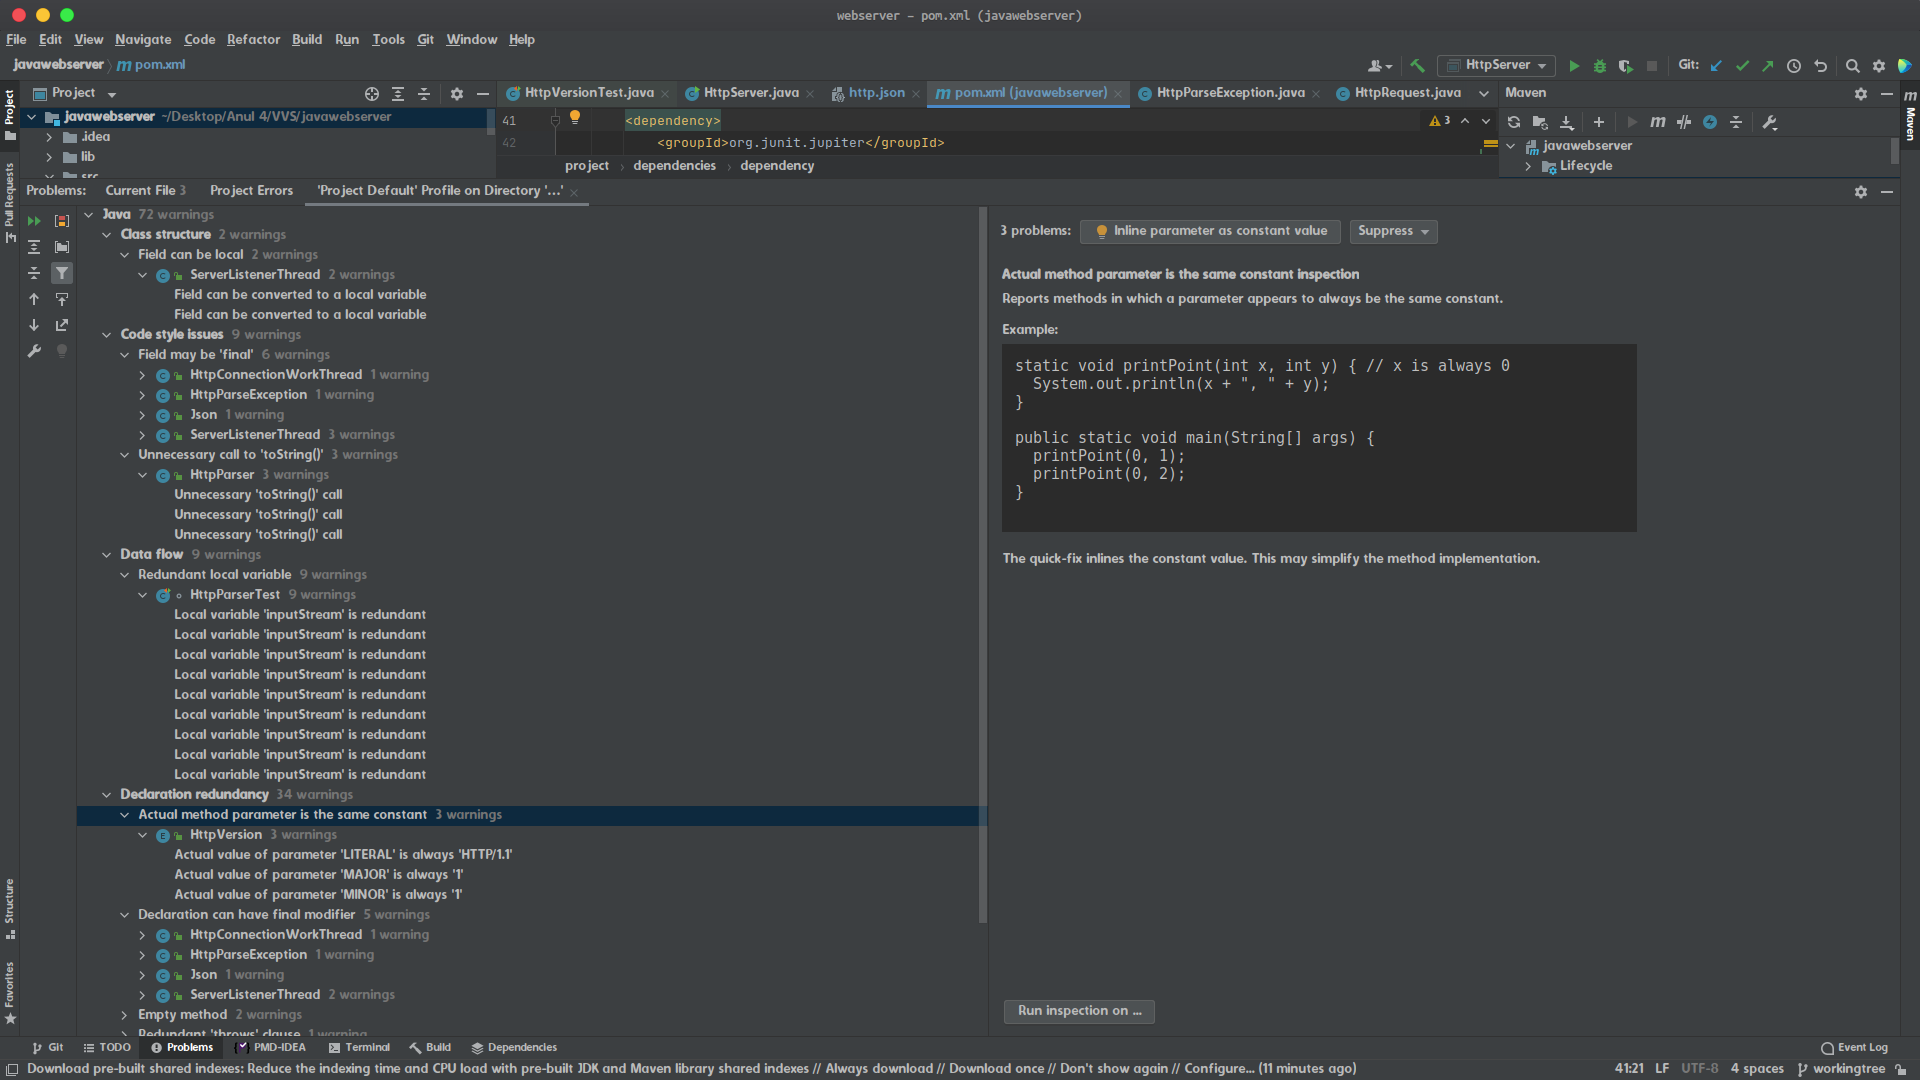 webserver – pom.xml (javawebserver)
File Edit View Navigate Code Refactor Build Run Tools Git Window Help
javawebserver m pom.xml
HttpServer
Git:
Project
HttpVersionTest.java HttpServer.java http.json m pom.xml (javawebserver) HttpParseException.java HttpRequest.java
Maven
javawebserver ~/Desktop/Anul 4/VVS/javawebserver
.idea
lib
src
41 <dependency>
42 <groupId>org.junit.jupiter</groupId>
3
project dependencies dependency
javawebserver
Lifecycle
Problems: Current File 3 Project Errors 'Project Default' Profile on Directory '...'
Java 72 warnings
Class structure 2 warnings
Field can be local 2 warnings
ServerListenerThread 2 warnings
Field can be converted to a local variable
Field can be converted to a local variable
Code style issues 9 warnings
Field may be 'final' 6 warnings
HttpConnectionWorkThread 1 warning
HttpParseException 1 warning
Json 1 warning
ServerListenerThread 3 warnings
Unnecessary call to 'toString()' 3 warnings
HttpParser 3 warnings
Unnecessary 'toString()' call
Unnecessary 'toString()' call
Unnecessary 'toString()' call
Data flow 9 warnings
Redundant local variable 9 warnings
HttpParserTest 9 warnings
Local variable 'inputStream' is redundant
Local variable 'inputStream' is redundant
Local variable 'inputStream' is redundant
Local variable 'inputStream' is redundant
Local variable 'inputStream' is redundant
Local variable 'inputStream' is redundant
Local variable 'inputStream' is redundant
Local variable 'inputStream' is redundant
Local variable 'inputStream' is redundant
Declaration redundancy 34 warnings
Actual method parameter is the same constant 3 warnings
HttpVersion 3 warnings
Actual value of parameter 'LITERAL' is always 'HTTP/1.1'
Actual value of parameter 'MAJOR' is always '1'
Actual value of parameter 'MINOR' is always '1'
Declaration can have final modifier 5 warnings
HttpConnectionWorkThread 1 warning
HttpParseException 1 warning
Json 1 warning
ServerListenerThread 2 warnings
Empty method 2 warnings
Redundant 'throws' clause 1 warning
3 problems: Inline parameter as constant value Suppress
Actual method parameter is the same constant inspection
Reports methods in which a parameter appears to always be the same constant.
Example:
static void printPoint(int x, int y) { // x is always 0
System.out.println(x + ", " + y);
}
public static void main(String[] args) {
printPoint(0, 1);
printPoint(0, 2);
}
The quick-fix inlines the constant value. This may simplify the method implementation.
Run inspection on ...
Project
Pull Requests
Structure
Favorites
Maven
Git TODO Problems PMD-IDEA Terminal Build Dependencies Event Log
Download pre-built shared indexes: Reduce the indexing time and CPU load with pre-built JDK and Maven library shared indexes // Always download // Download once // Don't show again // Configure... (11 minutes ago) 41:21 LF UTF-8 4 spaces workingtree